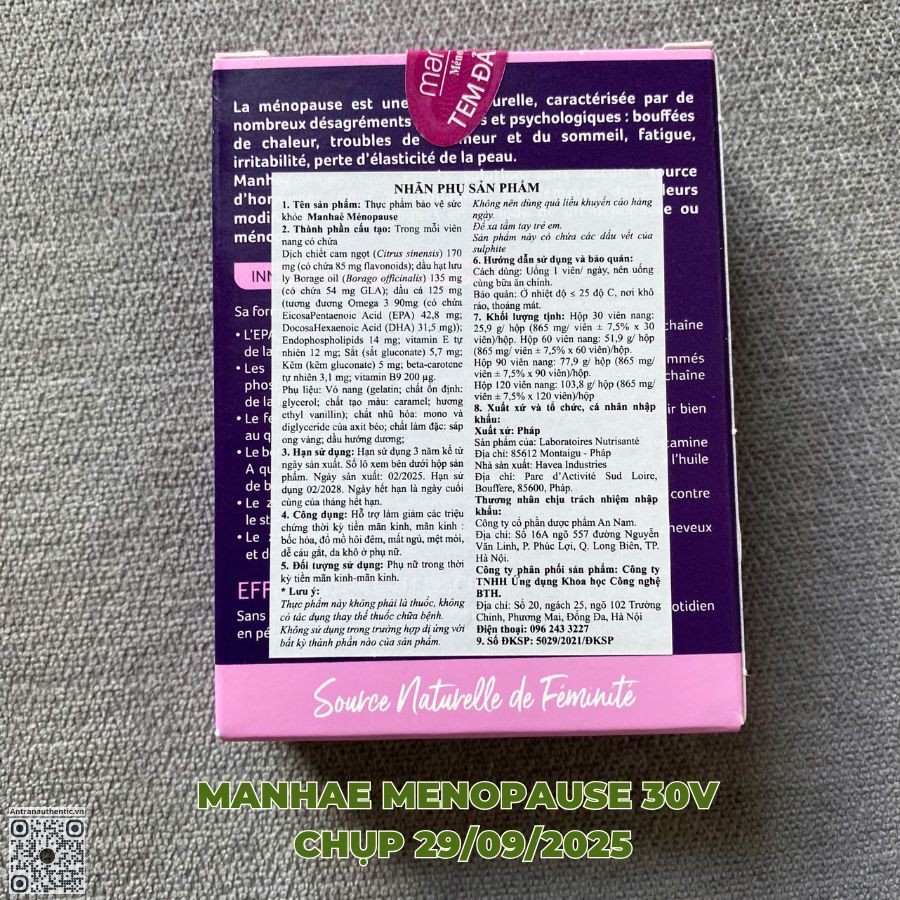 man
Méno
TEM ĐẢ
La ménopause est une urelle, caractérisée par de
nombreux désagréments s et psychologiques : bouffées
de chaleur, troubles de meur et du sommeil, fatigue,
irritabilité, perte d'élasticité de la peau.
NHÃN PHỤ SẢN PHẨM
1. Tên sản phẩm: Thực phẩm bảo vệ sức
khỏe Manhaé Ménopause
2. Thành phần cấu tạo: Trong mỗi viên
nang có chứa
Dịch chiết cam ngọt (Citrus sinensis) 170
mg (có chứa 85 mg flavonoids); dầu hạt lưu
ly Borage oil (Borago officinalis) 135 mg
(có chứa 54 mg GLA); dầu cá 125 mg
(tương đương Omega 3 90mg (có chứa
EicosaPentaenoic Acid (EPA) 42,8 mg;
DocosaHexaenoic Acid (DHA) 31,5 mg));
Endophospholipids 14 mg; vitamin E tự
nhiên 12 mg; Sắt (sắt gluconate) 5,7 mg;
Kẽm (kẽm gluconate) 5 mg; beta-carotene
tự nhiên 3,1 mg; vitamin B9 200 µg.
Phụ liệu: Vỏ nang (gelatin; chất ổn định:
glycerol; chất tạo màu: caramel; hương
ethyl vanillin); chất nhũ hóa: mono và
diglyceride của axit béo; chất làm đặc: sáp
ong vàng; dầu hướng dương;
3. Hạn sử dụng: Hạn sử dụng 3 năm kể từ
ngày sản xuất. Số lô xem bên dưới hộp sản
phẩm. Ngày sản xuất: 02/2025. Hạn sử
dụng 02/2028. Ngày hết hạn là ngày cuối
cùng của tháng hết hạn.
4. Công dụng: Hỗ trợ làm giảm các triệu
chứng thời kỳ tiền mãn kinh, mãn kinh :
bốc hỏa, đổ mồ hôi đêm, mất ngủ, mệt mỏi,
dễ cáu gắt, da khô ở phụ nữ.
5. Đối tượng sử dụng: Phụ nữ trong thời
kỳ tiền mãn kinh-mãn kinh.
* Lưu ý:
Thực phẩm này không phải là thuốc, không
có tác dụng thay thế thuốc chữa bệnh.
Không sử dụng trong trường hợp dị ứng với
bất kỳ thành phần nào của sản phẩm.
Không nên dùng quá liều khuyến cáo hàng
ngày.
Để xa tầm tay trẻ em.
Sản phẩm này có chứa các dấu vết của
sulphite
6. Hướng dẫn sử dụng và bảo quản:
Cách dùng: Uống 1 viên/ ngày, nên uống
cùng bữa ăn chính.
Bảo quản: Ở nhiệt độ ≤ 25 độ C, nơi khô
ráo, thoáng mát.
7. Khối lượng tịnh: Hộp 30 viên nang:
25,9 g/ hộp (865 mg/ viên ± 7,5% x 30
viên)/hộp. Hộp 60 viên nang: 51,9 g/ hộp
(865 mg/ viên ± 7,5% x 60 viên)/hộp.
Hộp 90 viên nang: 77,9 g/ hộp (865 mg/
viên ± 7,5% x 90 viên)/hộp.
Hộp 120 viên nang: 103,8 g/ hộp (865 mg/
viên ± 7,5% x 120 viên)/hộp
8. Xuất xứ và tổ chức, cá nhân nhập
khẩu:
Xuất xứ: Pháp
Sản phẩm của: Laboratoires Nutrisanté
Địa chỉ: 85612 Montaigu - Pháp
Nhà sản xuất: Havea Industries
Địa chỉ: Parc d'Activité Sud Loire,
Bouffere, 85600, Pháp.
Thương nhân chịu trách nhiệm nhập
khẩu:
Công ty cổ phần dược phẩm An Nam.
Địa chỉ: Số 16A ngõ 557 đường Nguyễn
Văn Linh, P. Phúc Lợi, Q. Long Biên, TP.
Hà Nội.
Công ty phân phối sản phẩm: Công ty
TNHH Ứng dụng Khoa học Công nghệ
BTH.
Địa chỉ: Số 20, ngách 25, ngõ 102 Trường
Chinh, Phương Mai, Đống Đa, Hà Nội
Điện thoại: 096 243 3227
9. Số ĐKSP: 5029/2021/ĐKSP
Source Naturelle de Féminité
MANHAE MENOPAUSE 30V
CHỤP 29/09/2025
Antranauthentic.vn